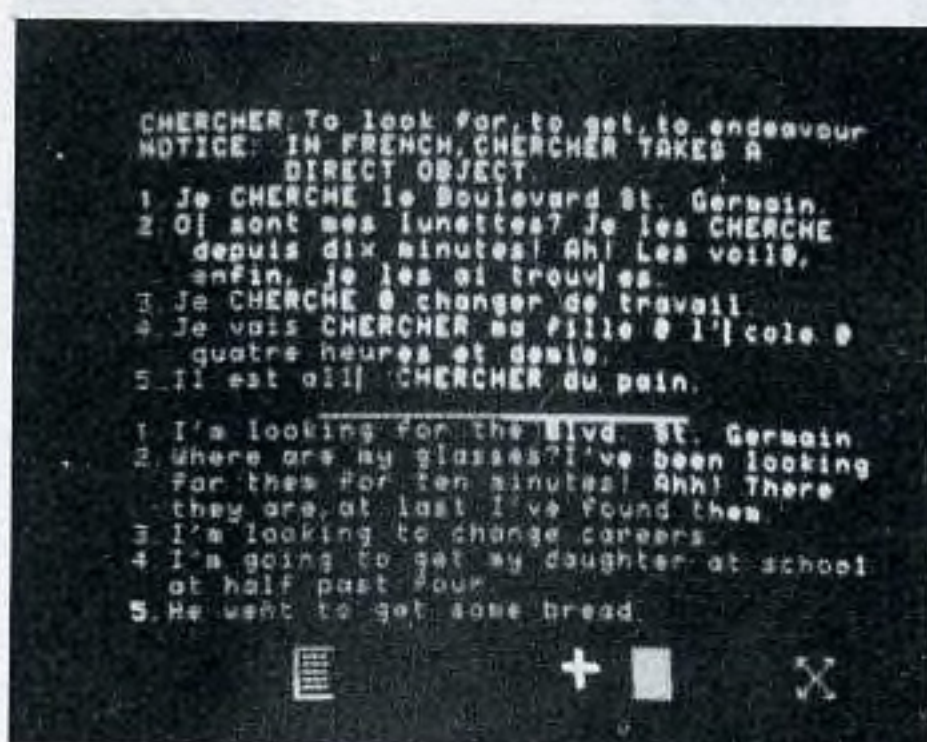 CHERCHER: To look for, to get, to endeavour
NOTICE: IN FRENCH, CHERCHER TAKES A
DIRECT OBJECT
1 Je CHERCHE le Boulevard St. Germain.
2 O| sont mes lunettes? Je les CHERCHE
depuis dix minutes! Ah! Les voil@,
enfin, je les ai trouv|es.
3 Je CHERCHE @ changer de travail.
4. Je vais CHERCHER ma fille @ l'|cole @
quatre heures et demie.
5. Il est all| CHERCHER du pain.
1 I'm looking for the Blvd. St. Germain
2. Where are my glasses? I've been looking
for them for ten minutes! Ahh! There
they are, at last I've found them
3 I'm looking to change careers
4 I'm going to get my daughter at school
at half past four
5. He went to get some bread.